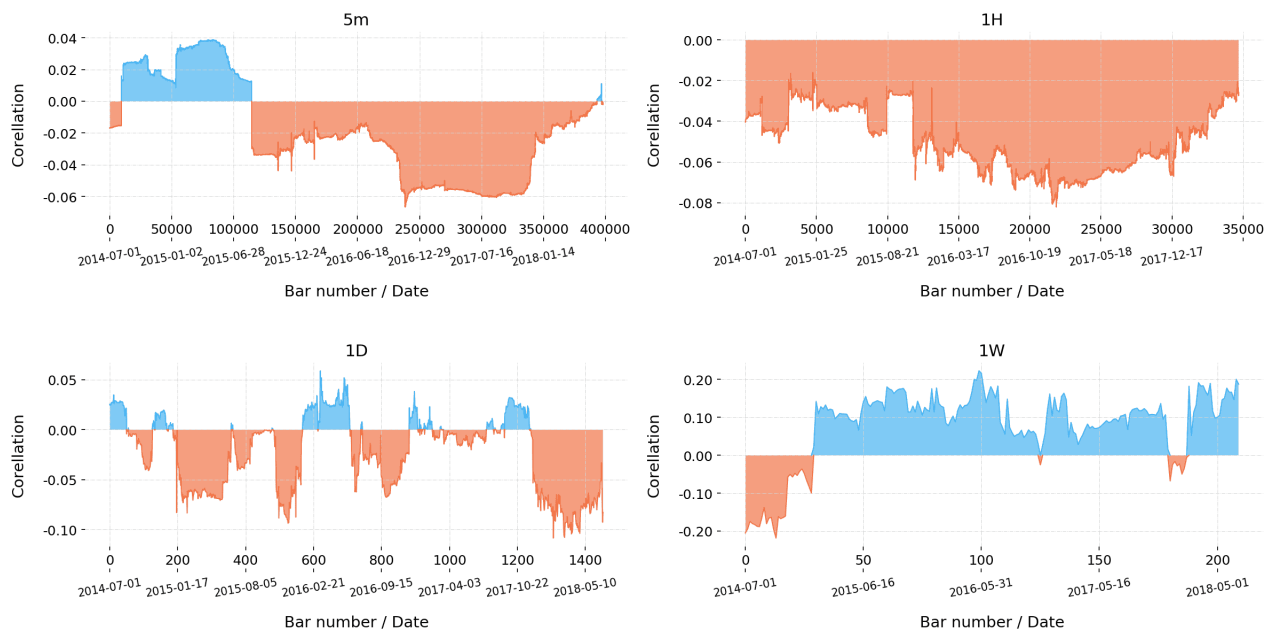 5m
0.04
0.02
0.00
-0.02
-0.04
-0.06
Corellation
0 50000 100000 150000 200000 250000 300000 350000 400000
2014-07-01 2015-01-02 2015-06-28 2015-12-24 2016-06-18 2016-12-29 2017-07-16 2018-01-14
Bar number / Date
1H
0.00
-0.02
-0.04
-0.06
-0.08
Corellation
0 5000 10000 15000 20000 25000 30000 35000
2014-07-01 2015-01-25 2015-08-21 2016-03-17 2016-10-19 2017-05-18 2017-12-17
Bar number / Date
1D
0.05
0.00
-0.05
-0.10
Corellation
0 200 400 600 800 1000 1200 1400
2014-07-01 2015-01-17 2015-08-05 2016-02-21 2016-09-15 2017-04-03 2017-10-22 2018-05-10
Bar number / Date
1W
0.20
0.10
0.00
-0.10
-0.20
Corellation
0 50 100 150 200
2014-07-01 2015-06-16 2016-05-31 2017-05-16 2018-05-01
Bar number / Date